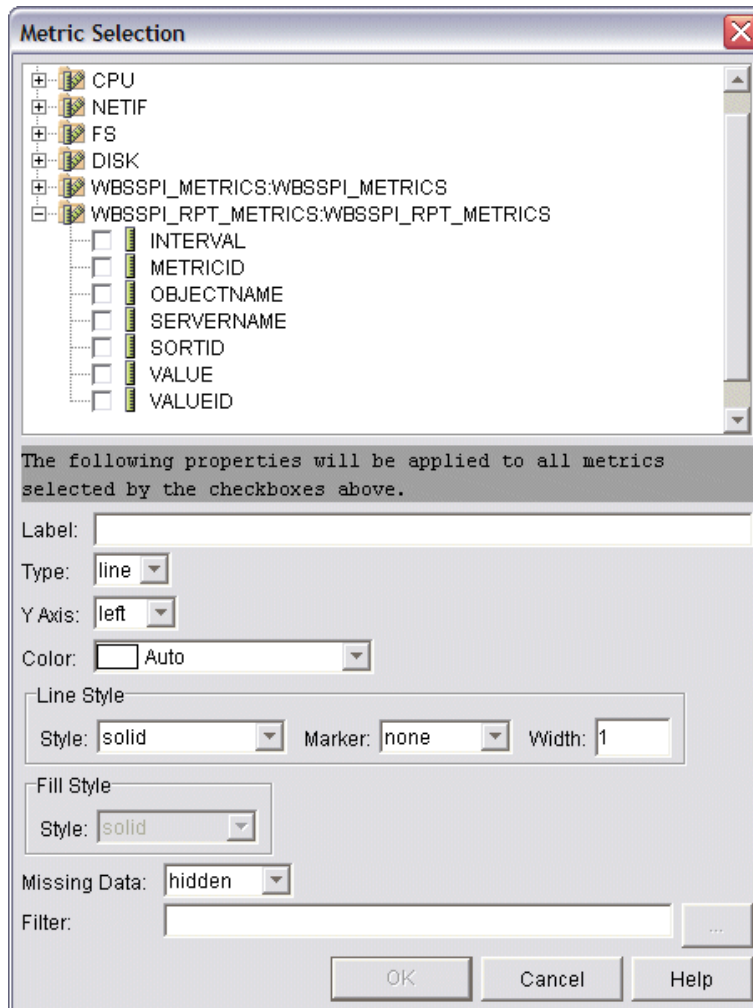 Metric Selection
CPU
NETIF
FS
DISK
WBSSPI_METRICS:WBSSPI_METRICS
WBSSPI_RPT_METRICS:WBSSPI_RPT_METRICS
INTERVAL
METRICID
OBJECTNAME
SERVERNAME
SORTID
VALUE
VALUEID
The following properties will be applied to all metrics
selected by the checkboxes above.
Label:
Type: line
Y Axis: left
Color: Auto
Line Style
Style: solid Marker: none Width: 1
Fill Style
Style: solid
Missing Data: hidden
Filter: ...
OK Cancel Help